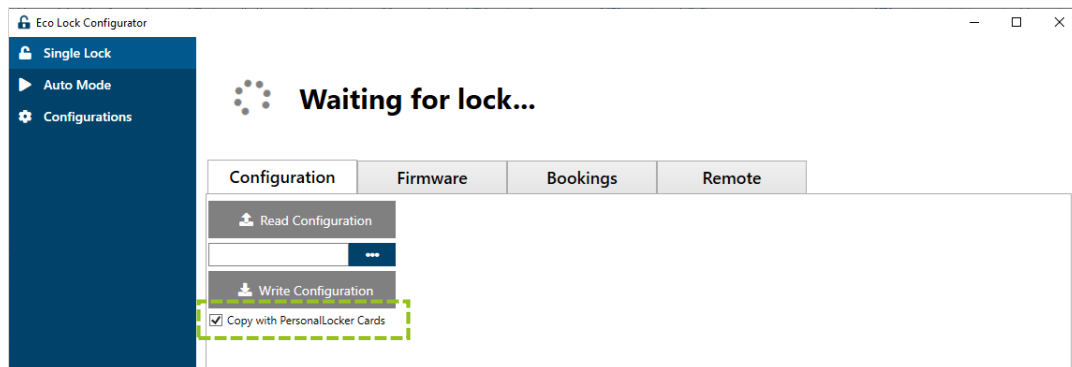 Eco Lock Configurator
Single Lock
Auto Mode
Configurations
Waiting for lock...
Configuration Firmware Bookings Remote
Read Configuration
Write Configuration
Copy with PersonalLocker Cards